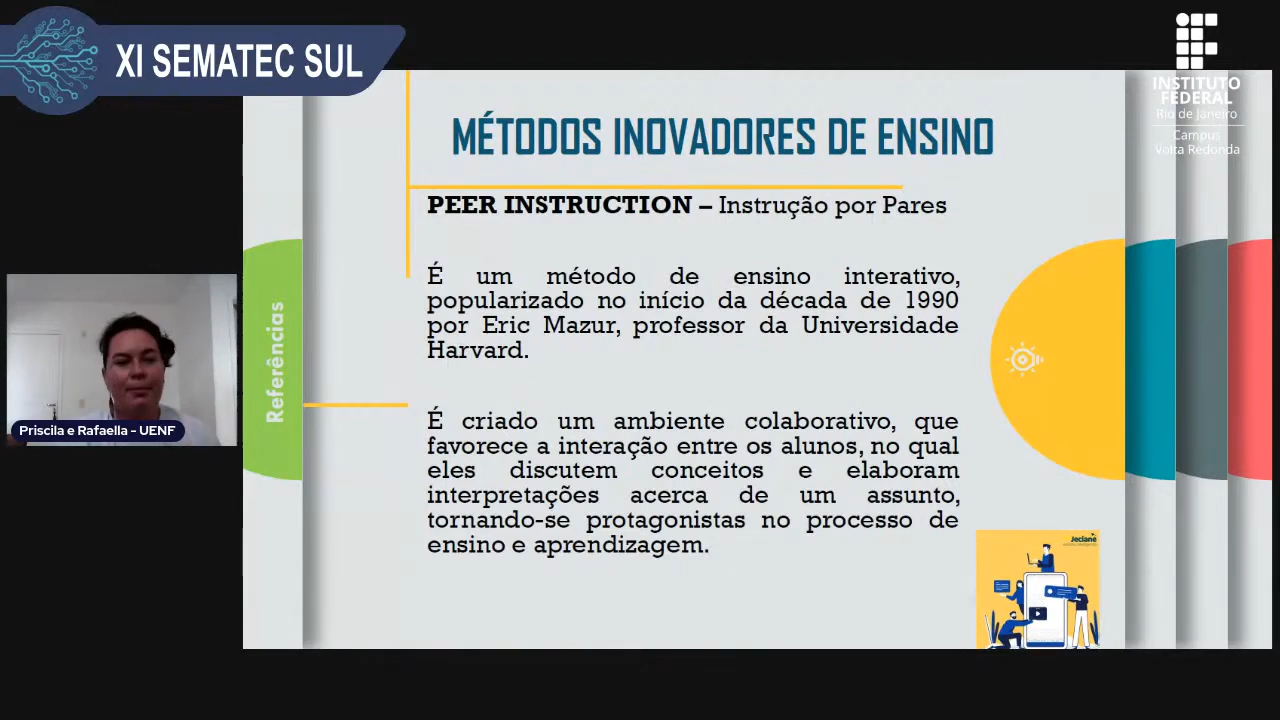 XI SEMATEC SUL
INSTITUTO
FEDERAL
Rio de Janeiro
Campus
Volta Redonda
MÉTODOS INOVADORES DE ENSINO
PEER INSTRUCTION – Instrução por Pares
É um método de ensino interativo,
popularizado no início da década de 1990
por Eric Mazur, professor da Universidade
Harvard.
É criado um ambiente colaborativo, que
favorece a interação entre os alunos, no qual
eles discutem conceitos e elaboram
interpretações acerca de um assunto,
tornando-se protagonistas no processo de
ensino e aprendizagem.
Referências
Priscila e Rafaella - UENF
Jeciane